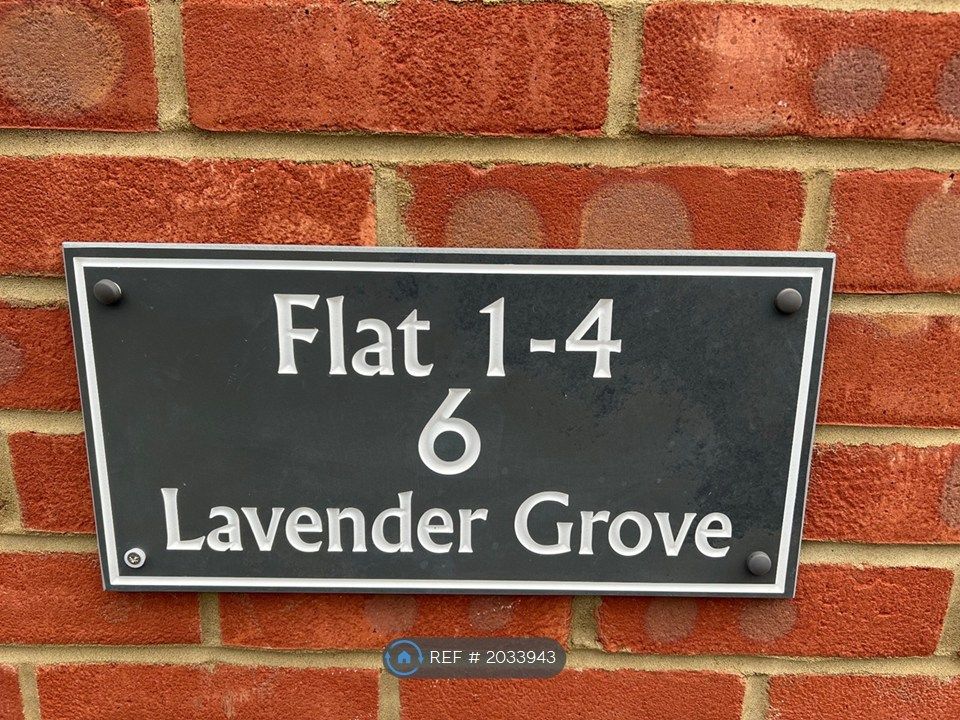 Flat 1-4
6
Lavender Grove
REF # 2033943